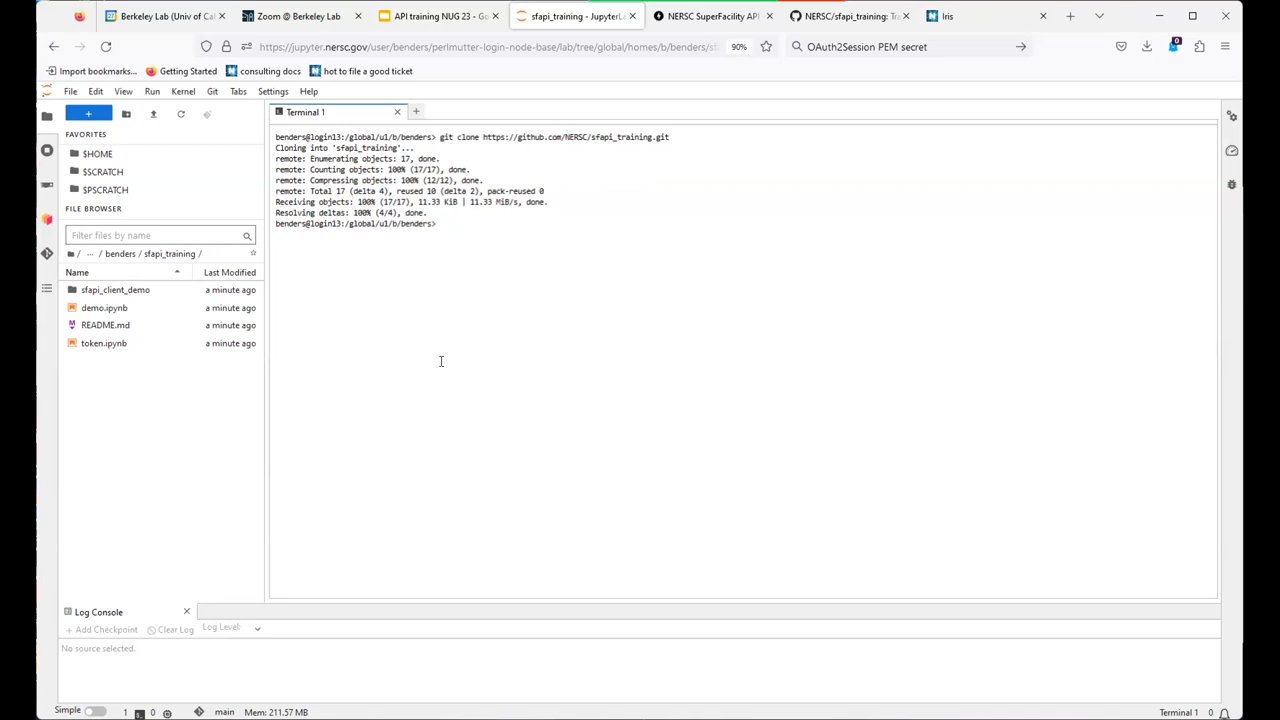 Berkeley Lab (Univ of Cal
Zoom @ Berkeley Lab
API training NUG 23 - Go
sfapi_training - JupyterLa
NERSC SuperFacility API
NERSC/sfapi_training: Tra
Iris
https://jupyter.nersc.gov/user/benders/perlmutter-login-node-base/lab/tree/global/homes/b/benders/sf
90%
OAuth2Session PEM secret
0
Import bookmarks...
Getting Started
consulting docs
hot to file a good ticket
File Edit View Run Kernel Git Tabs Settings Help
Terminal 1
FAVORITES
$HOME
$SCRATCH
$PSCRATCH
FILE BROWSER
Filter files by name
/ ... / benders / sfapi_training /
Name Last Modified
sfapi_client_demo a minute ago
demo.ipynb a minute ago
README.md a minute ago
token.ipynb a minute ago
benders@login13:/global/u1/b/benders> git clone https://github.com/NERSC/sfapi_training.git
Cloning into 'sfapi_training'...
remote: Enumerating objects: 17, done.
remote: Counting objects: 100% (17/17), done.
remote: Compressing objects: 100% (12/12), done.
remote: Total 17 (delta 4), reused 10 (delta 2), pack-reused 0
Receiving objects: 100% (17/17), 11.33 KiB | 11.33 MiB/s, done.
Resolving deltas: 100% (4/4), done.
benders@login13:/global/u1/b/benders>
Log Console
Add Checkpoint Clear Log Log Level:
No source selected.
Simple 1 0 main Mem: 211.57 MB Terminal 1 0